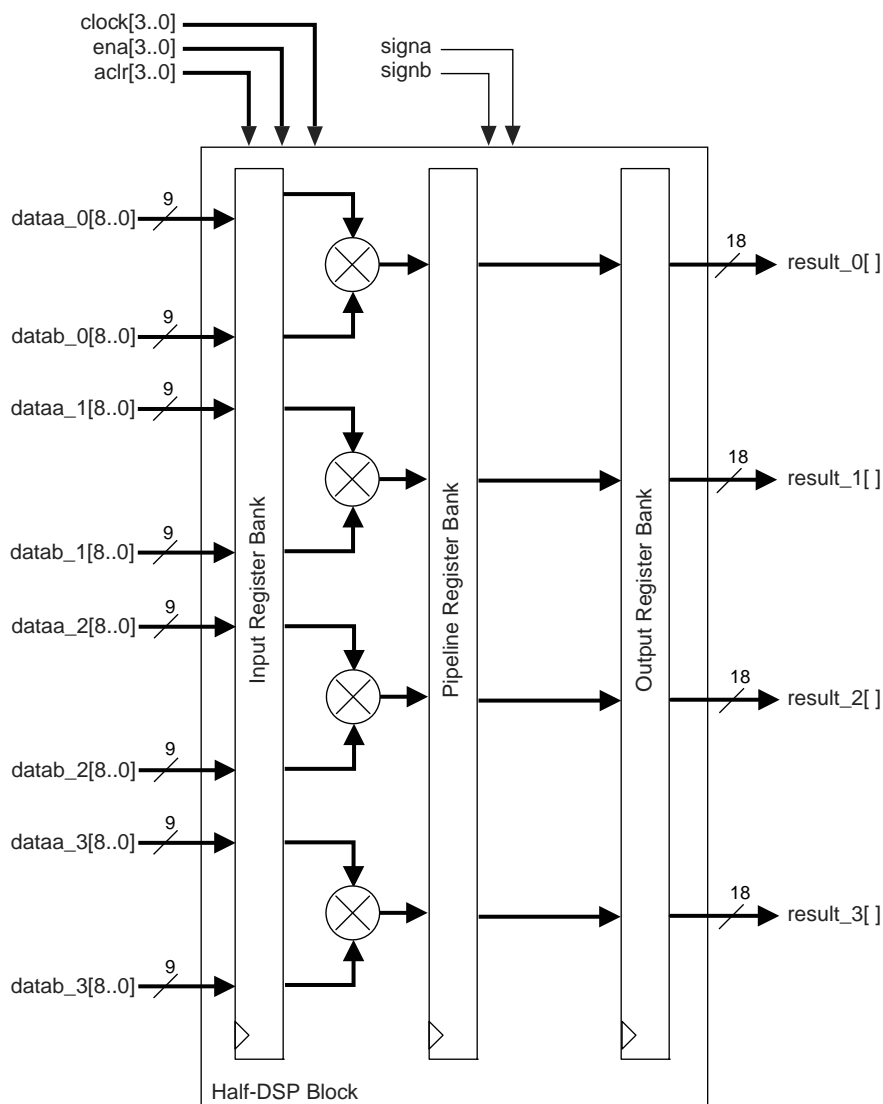 clock[3..0]
ena[3..0]
aclr[3..0]
signa
signb
dataa_0[8..0]
9
datab_0[8..0]
9
dataa_1[8..0]
9
datab_1[8..0]
9
dataa_2[8..0]
9
datab_2[8..0]
9
dataa_3[8..0]
9
datab_3[8..0]
9
Input Register Bank
Pipeline Register Bank
Output Register Bank
18
result_0[ ]
18
result_1[ ]
18
result_2[ ]
18
result_3[ ]
Half-DSP Block